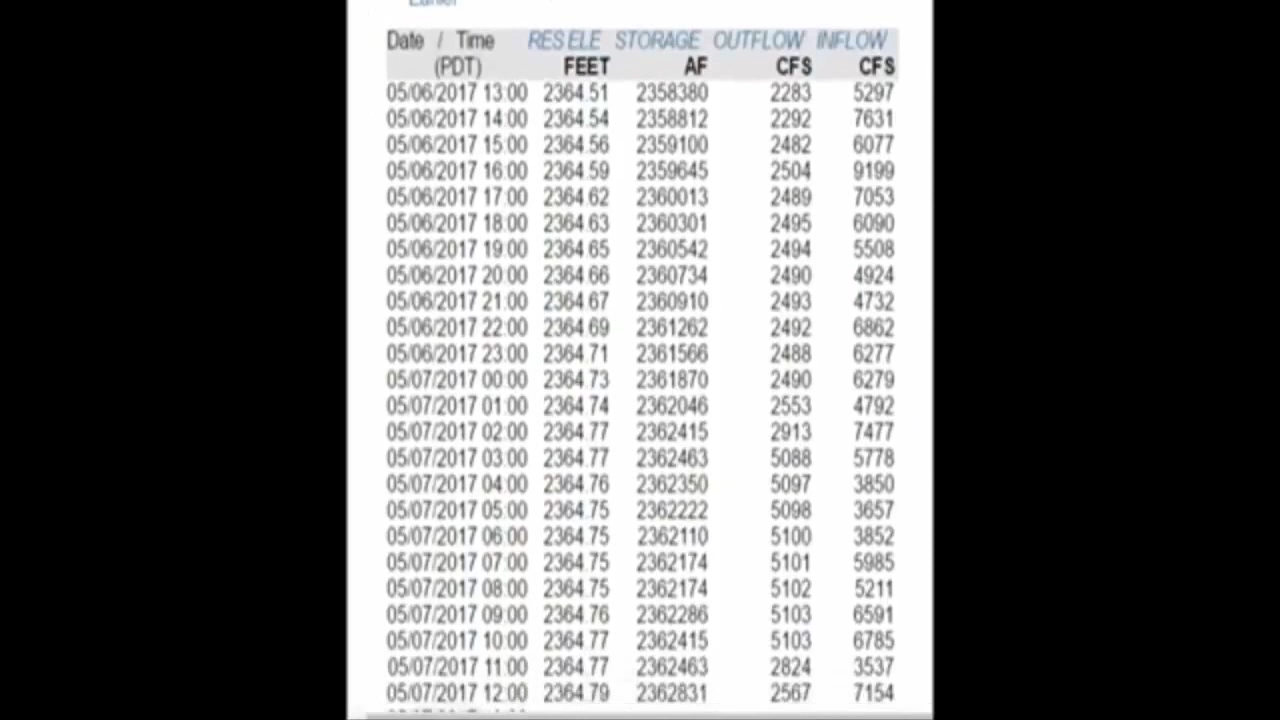 Date / Time RES ELE STORAGE OUTFLOW INFLOW
(PDT) FEET AF CFS CFS
05/06/2017 13:00 2364.51 2358380 2283 5297
05/06/2017 14:00 2364.54 2358812 2292 7631
05/06/2017 15:00 2364.56 2359100 2482 6077
05/06/2017 16:00 2364.59 2359645 2504 9199
05/06/2017 17:00 2364.62 2360013 2489 7053
05/06/2017 18:00 2364.63 2360301 2495 6090
05/06/2017 19:00 2364.65 2360542 2494 5508
05/06/2017 20:00 2364.66 2360734 2490 4924
05/06/2017 21:00 2364.67 2360910 2493 4732
05/06/2017 22:00 2364.69 2361262 2492 6862
05/06/2017 23:00 2364.71 2361566 2488 6277
05/07/2017 00:00 2364.73 2361870 2490 6279
05/07/2017 01:00 2364.74 2362046 2553 4792
05/07/2017 02:00 2364.77 2362415 2913 7477
05/07/2017 03:00 2364.77 2362463 5088 5778
05/07/2017 04:00 2364.76 2362350 5097 3850
05/07/2017 05:00 2364.75 2362222 5098 3657
05/07/2017 06:00 2364.75 2362110 5100 3852
05/07/2017 07:00 2364.75 2362174 5101 5985
05/07/2017 08:00 2364.75 2362174 5102 5211
05/07/2017 09:00 2364.76 2362286 5103 6591
05/07/2017 10:00 2364.77 2362415 5103 6785
05/07/2017 11:00 2364.77 2362463 2824 3537
05/07/2017 12:00 2364.79 2362831 2567 7154